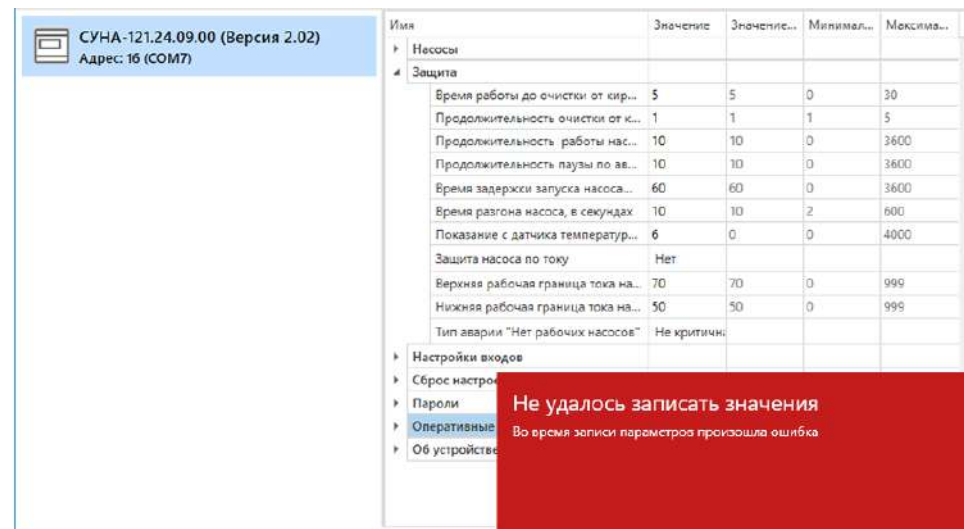 СУНА-121.24.09.00 (Версия 2.02)
Адрес: 16 (COM7)
Имя Значение Значение... Минимал... Максима...
Насосы
Защита
Время работы до очистки от кир... 5 5 0 30
Продолжительность очистки от к... 1 1 1 5
Продолжительность работы нас... 10 10 0 3600
Продолжительность паузы по ав... 10 10 0 3600
Время задержки запуска насоса... 60 60 0 3600
Время разгона насоса, в секундах 10 10 2 600
Показание с датчика температур... 6 0 0 4000
Защита насоса по току Нет
Верхняя рабочая граница тока на... 70 70 0 999
Нижняя рабочая граница тока на... 50 50 0 999
Тип аварии "Нет рабочих насосов" Не критичн
Настройки входов
Сброс настрое
Пароли
Оперативные
Об устройстве
Не удалось записать значения
Во время записи параметров произошла ошибка